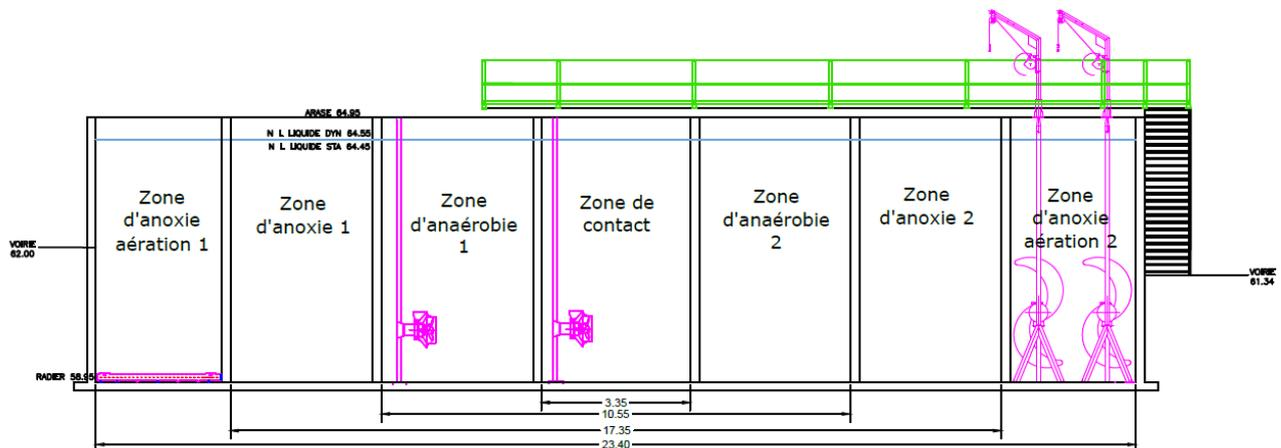 ARASE 64.95
N L LIQUIDE DYN 64.55
N L LIQUIDE STA 64.45
Zone
d'anoxie
aération 1
Zone
d'anoxie 1
Zone
d'anaérobie
1
Zone de
contact
Zone
d'anaérobie
2
Zone
d'anoxie 2
Zone
d'anoxie
aération 2
VOIRIE
62.00
VOIRIE
61.34
RADIER 58.95
3.35
10.55
17.35
23.40